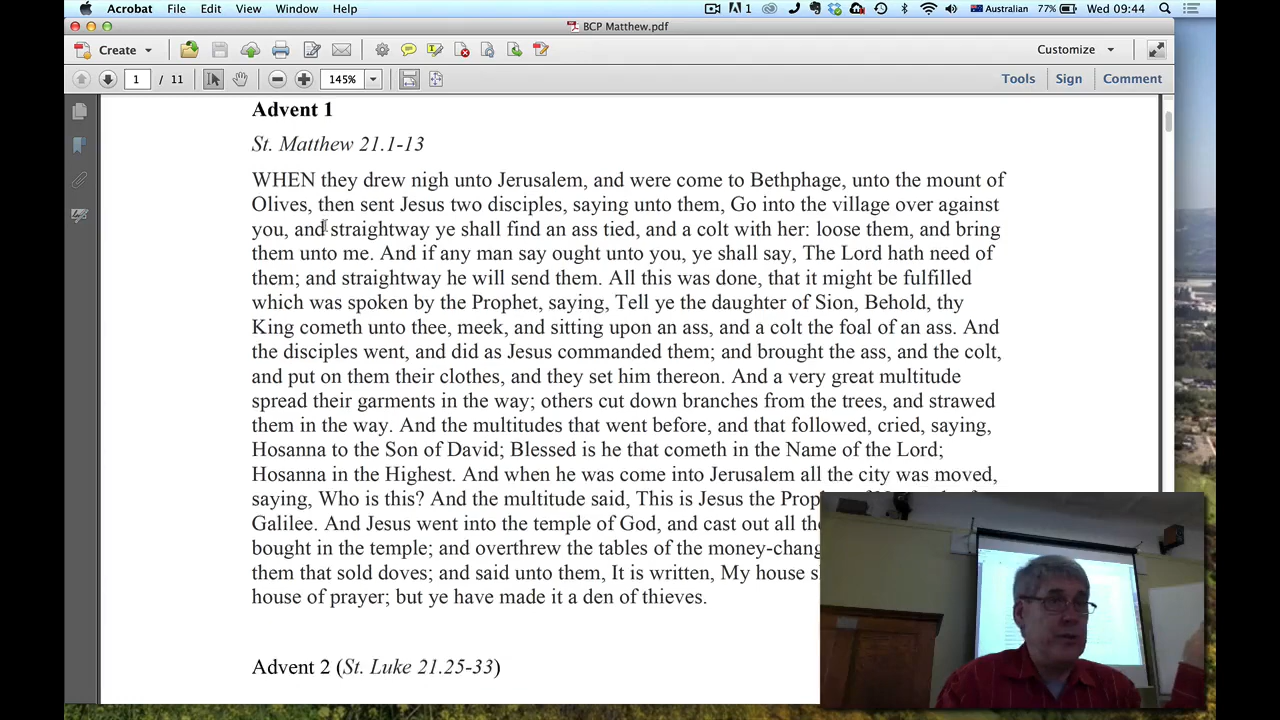 Acrobat File Edit View Window Help 1 Australian 77% Wed 09:44
BCP Matthew.pdf
Create Customize
1 / 11 145% Tools Sign Comment
Advent 1
St. Matthew 21.1-13
WHEN they drew nigh unto Jerusalem, and were come to Bethphage, unto the mount of
Olives, then sent Jesus two disciples, saying unto them, Go into the village over against
you, and straightway ye shall find an ass tied, and a colt with her: loose them, and bring
them unto me. And if any man say ought unto you, ye shall say, The Lord hath need of
them; and straightway he will send them. All this was done, that it might be fulfilled
which was spoken by the Prophet, saying, Tell ye the daughter of Sion, Behold, thy
King cometh unto thee, meek, and sitting upon an ass, and a colt the foal of an ass. And
the disciples went, and did as Jesus commanded them; and brought the ass, and the colt,
and put on them their clothes, and they set him thereon. And a very great multitude
spread their garments in the way; others cut down branches from the trees, and strawed
them in the way. And the multitudes that went before, and that followed, cried, saying,
Hosanna to the Son of David; Blessed is he that cometh in the Name of the Lord;
Hosanna in the Highest. And when he was come into Jerusalem all the city was moved,
saying, Who is this? And the multitude said, This is Jesus the
Galilee. And Jesus went into the temple of God, and cast out all
bought in the temple; and overthrew the tables of the
them that sold doves; and said unto them, It is written, My house
house of prayer; but ye have made it a den of thieves.
Advent 2 (St. Luke 21.25-33)